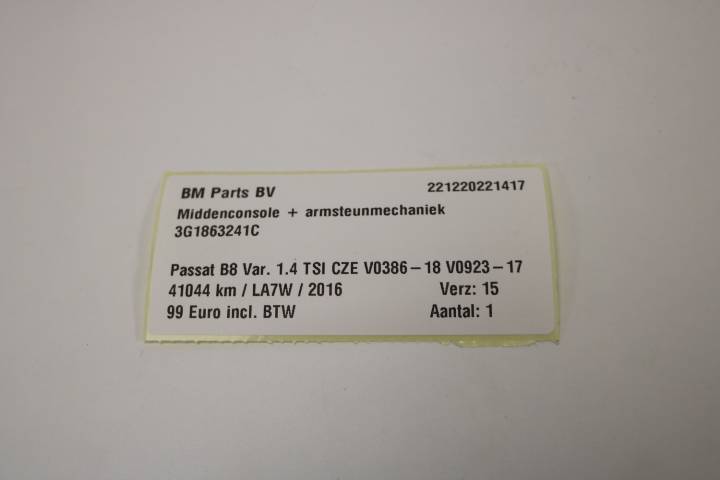 BM Parts BV 221220221417
Middenconsole + armsteunmechaniek
3G1863241C
Passat B8 Var. 1.4 TSI CZE V0386-18 V0923-17
41044 km / LA7W / 2016 Verz: 15
99 Euro incl. BTW Aantal: 1